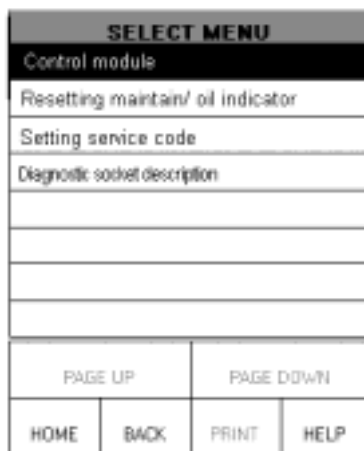 SELECT MENU
Control module
Resetting maintain/ oil indicator
Setting service code
Diagnostic socket description
PAGE UP PAGE DOWN
HOME BACK PRINT HELP